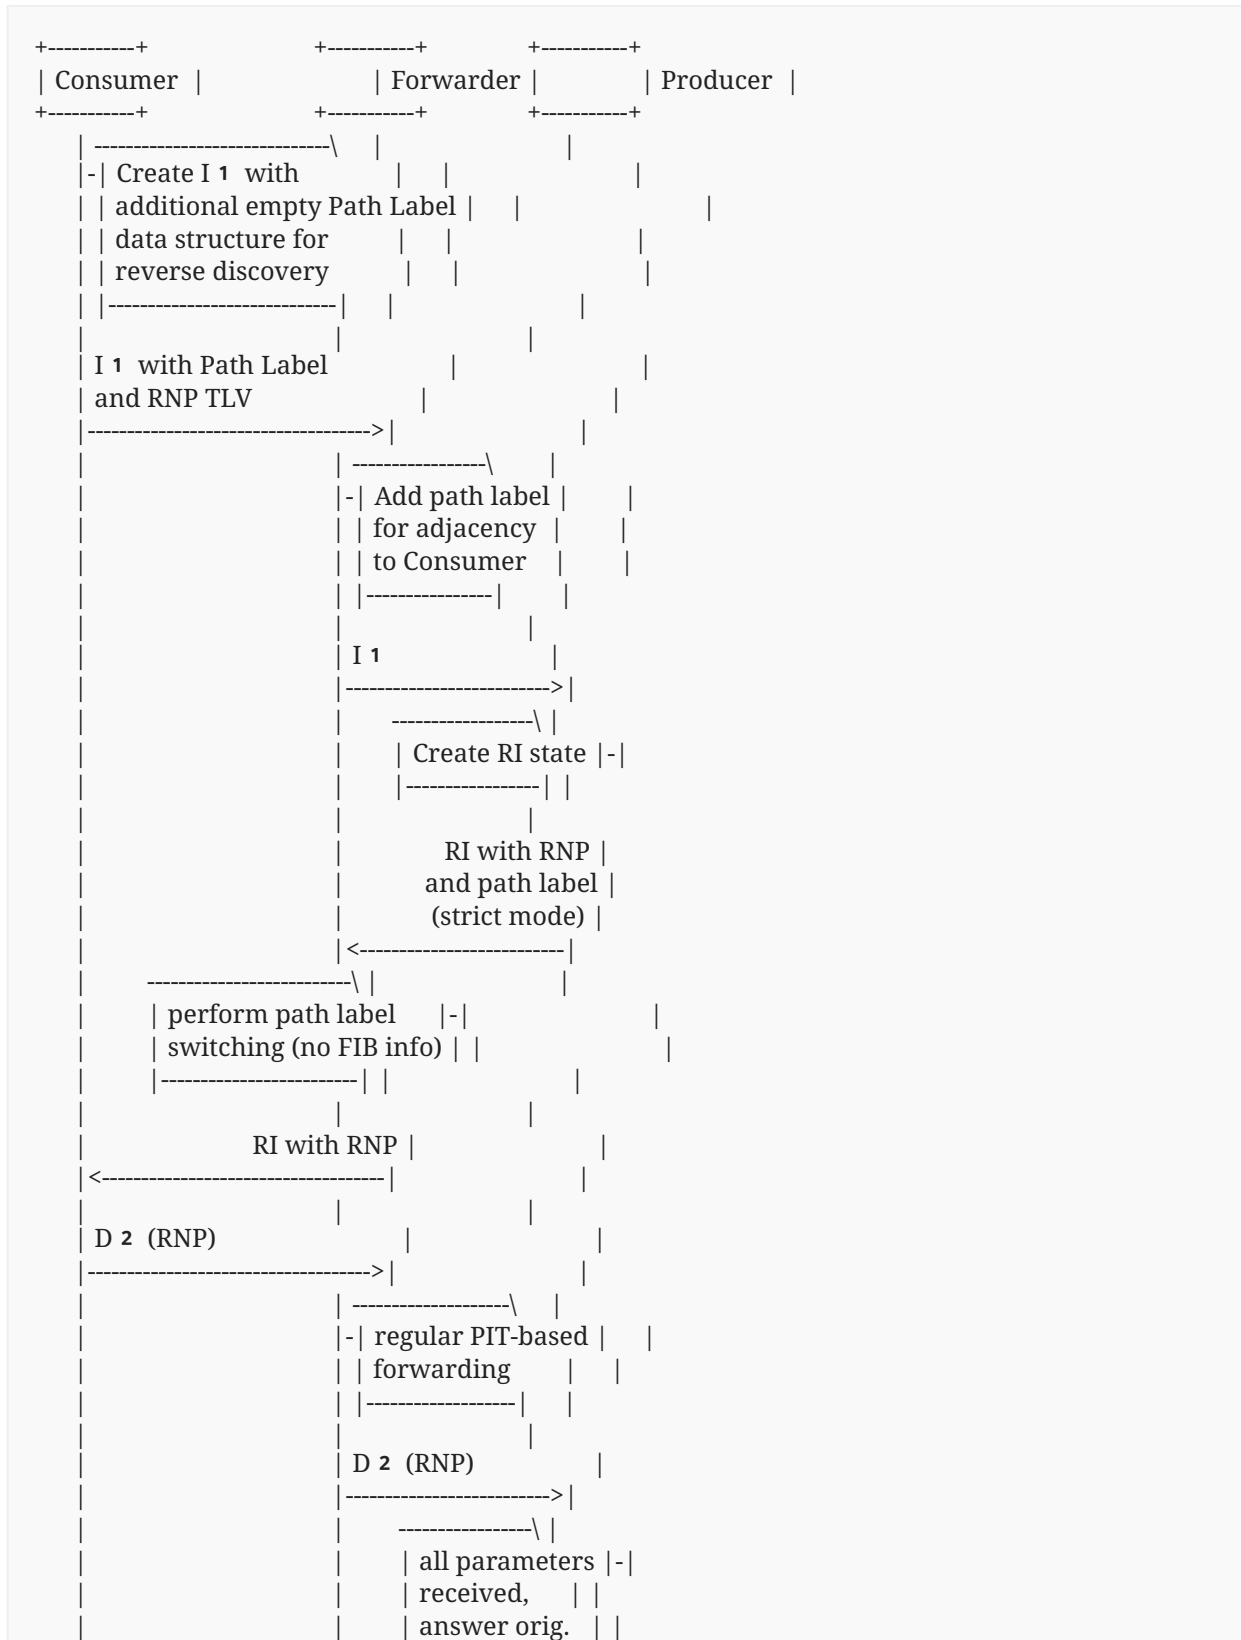 +-----------+                +-----------+          +-----------+
| Consumer  |                | Forwarder |          | Producer  |
+-----------+                +-----------+          +-----------+
| ------------------------------\ | |
|-| Create I 1 with | | |
| | additional empty Path Label | | |
| | data structure for | | |
| | reverse discovery | | |
| |-----------------------------| | |
| | |
| I 1 with Path Label | |
| and RNP TLV | |
|------------------------------------>| |
| | -----------------\ |
| |-| Add path label | |
| | | for adjacency | |
| | | to Consumer | |
| | |----------------| |
| | |
| | I 1 |
| |-------------------------->|
| | ------------------\ |
| | | Create RI state |-|
| | |-----------------| |
| | |
| | RI with RNP |
| | and path label |
| | (strict mode) |
| |<--------------------------|
| --------------------------\ | |
| | perform path label |-| |
| | switching (no FIB info) | | |
| |-------------------------| | |
| | |
| RI with RNP | |
|<------------------------------------| |
| | |
| D 2 (RNP) | |
|------------------------------------>| |
| | --------------------\ |
| |-| regular PIT-based | |
| | | forwarding | |
| | |-------------------| |
| | |
| | D 2 (RNP) |
| |-------------------------->|
| | -----------------\ |
| | | all parameters |-|
| | | received, | |
| | | answer orig. | |